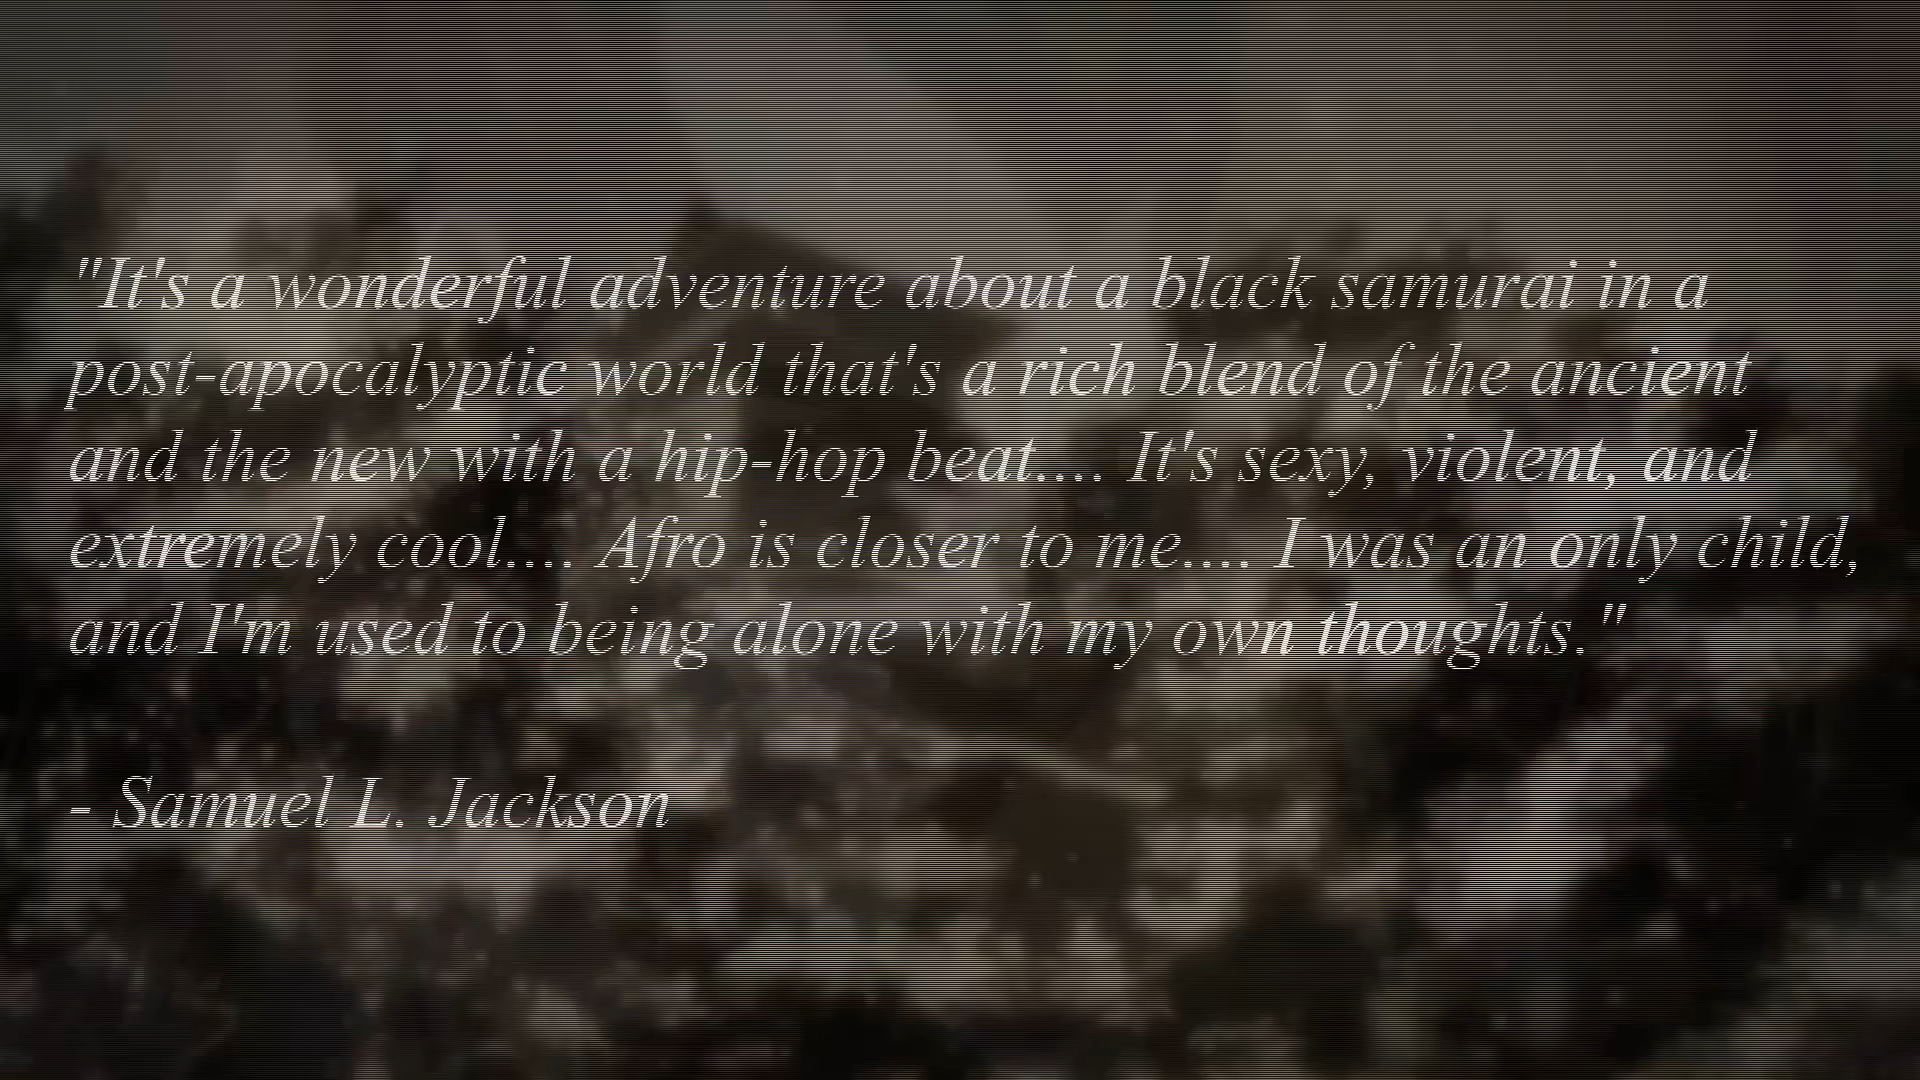 "It's a wonderful adventure about a black samurai in a
post-apocalyptic world that's a rich blend of the ancient
and the new with a hip-hop beat.... It's sexy, violent, and
extremely cool.... Afro is closer to me.... I was an only child,
and I'm used to being alone with my own thoughts."
- Samuel L. Jackson